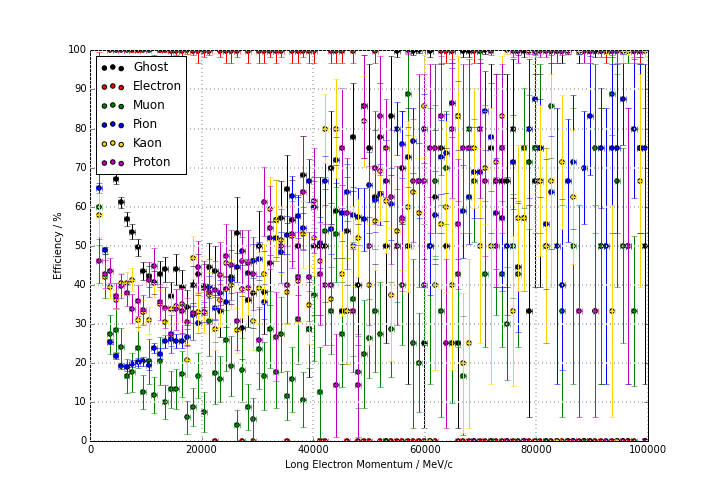 100
90
80
70
60
50
40
30
20
10
0
Efficiency / %
Ghost
Electron
Muon
Pion
Kaon
Proton
0 20000 40000 60000 80000 100000
Long Electron Momentum / MeV/c